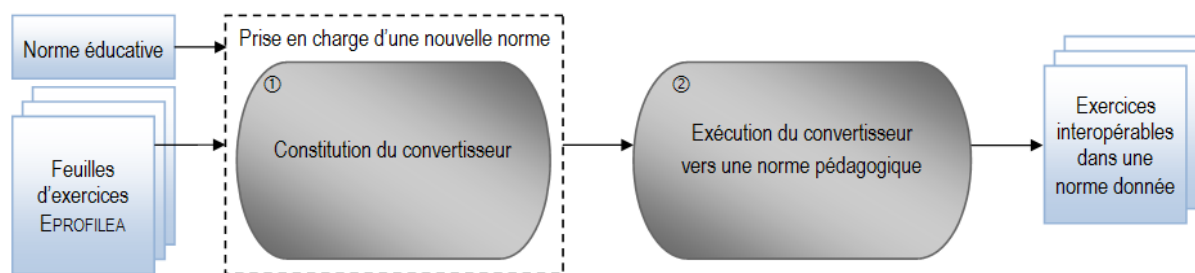 Norme éducative
Feuilles
d’exercices
EPROFILEA
Prise en charge d’une nouvelle norme
①
Constitution du convertisseur
②
Exécution du convertisseur
vers une norme pédagogique
Exercices
interopérables
dans une
norme donnée